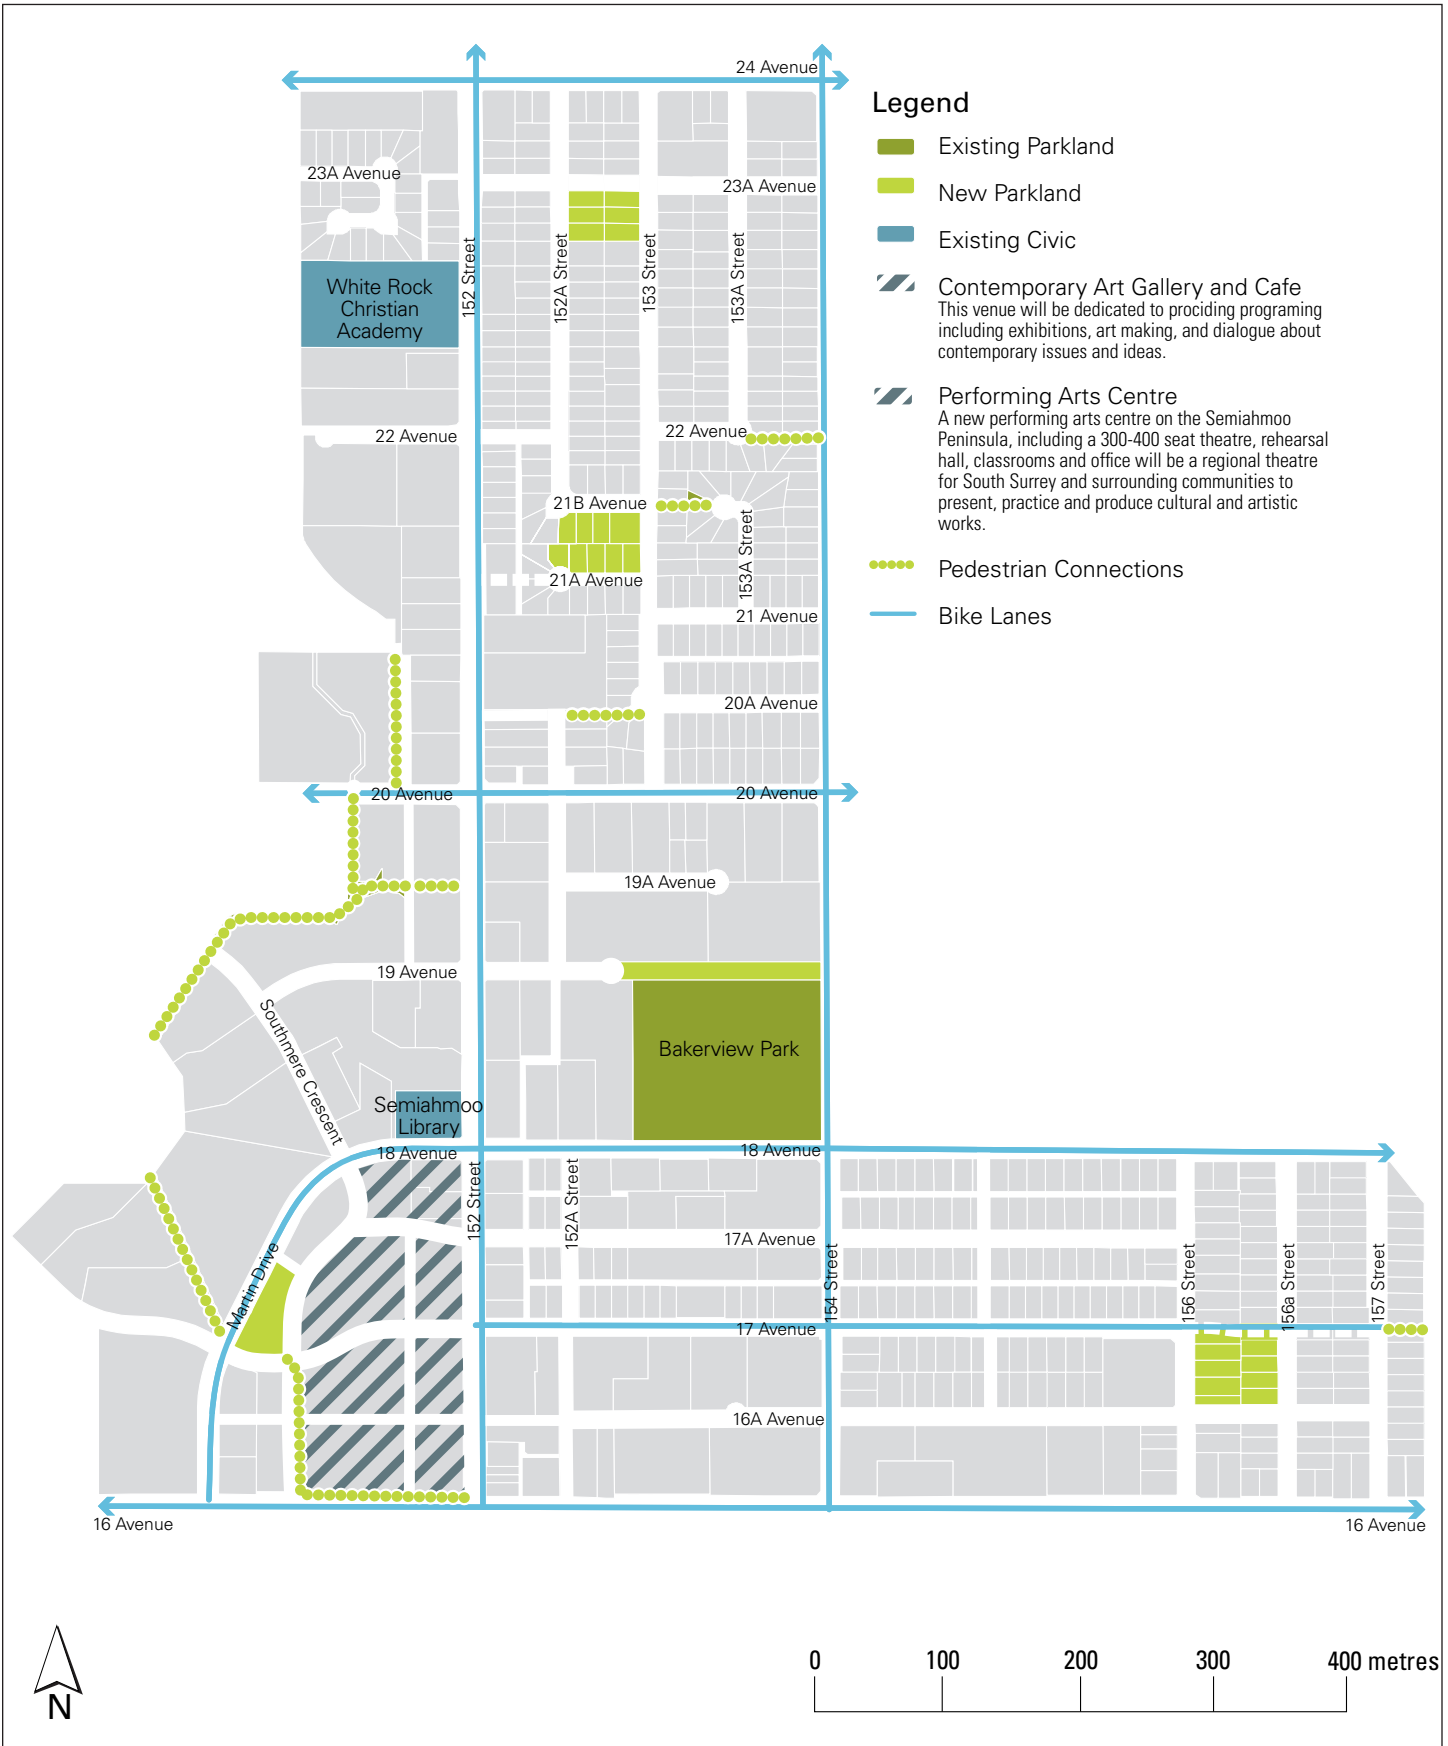 24 Avenue
Legend
Existing Parkland
New Parkland
Existing Civic
Contemporary Art Gallery and Cafe
This venue will be dedicated to prociding programing
including exhibitions, art making, and dialogue about
contemporary issues and ideas.
Performing Arts Centre
A new performing arts centre on the Semiahmoo
Peninsula, including a 300-400 seat theatre, rehearsal
hall, classrooms and office will be a regional theatre
for South Surrey and surrounding communities to
present, practice and produce cultural and artistic
works.
Pedestrian Connections
Bike Lanes
23A Avenue
23A Avenue
152 Street
152A Street
153 Street
153A Street
White Rock
Christian
Academy
22 Avenue
22 Avenue
21B Avenue
153A Street
21A Avenue
21 Avenue
20A Avenue
20 Avenue
20 Avenue
19A Avenue
19 Avenue
Southmere Crescent
Bakerview Park
Semiahmoo
Library
18 Avenue
18 Avenue
152 Street
152A Street
17A Avenue
Martin Drive
154 Street
156 Street
156a Street
157 Street
17 Avenue
16A Avenue
16 Avenue
16 Avenue
N
0
100
200
300
400 metres